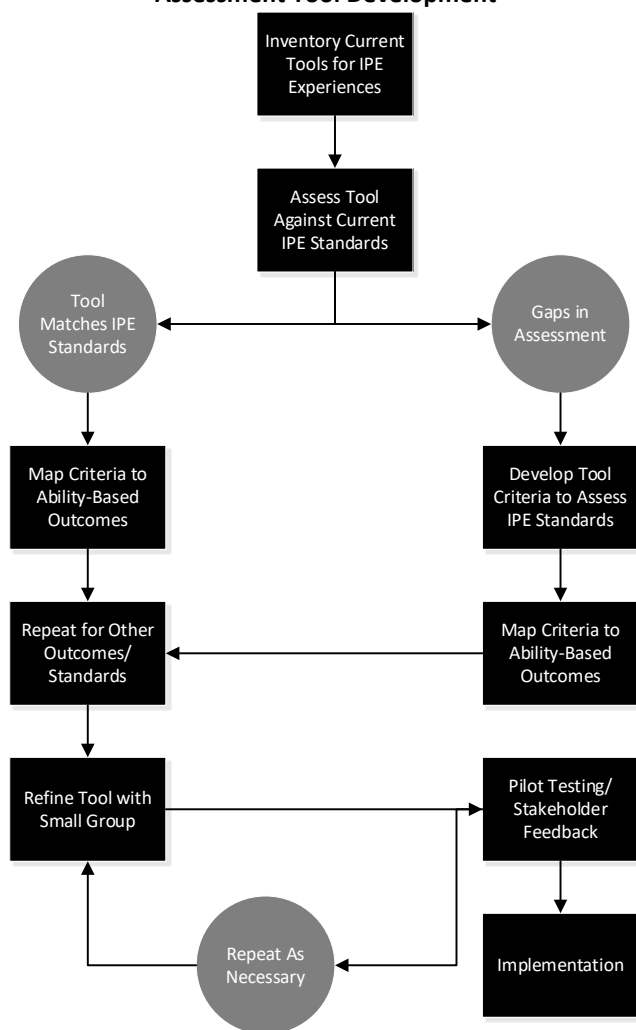 Assessment Tool Development
Inventory Current
Tools for IPE
Experiences
Assess Tool
Against Current
IPE Standards
Tool
Matches IPE
Standards
Gaps in
Assessment
Map Criteria to
Ability-Based
Outcomes
Develop Tool
Criteria to Assess
IPE Standards
Repeat for Other
Outcomes/
Standards
Map Criteria to
Ability-Based
Outcomes
Refine Tool with
Small Group
Pilot Testing/
Stakeholder
Feedback
Repeat As
Necessary
Implementation